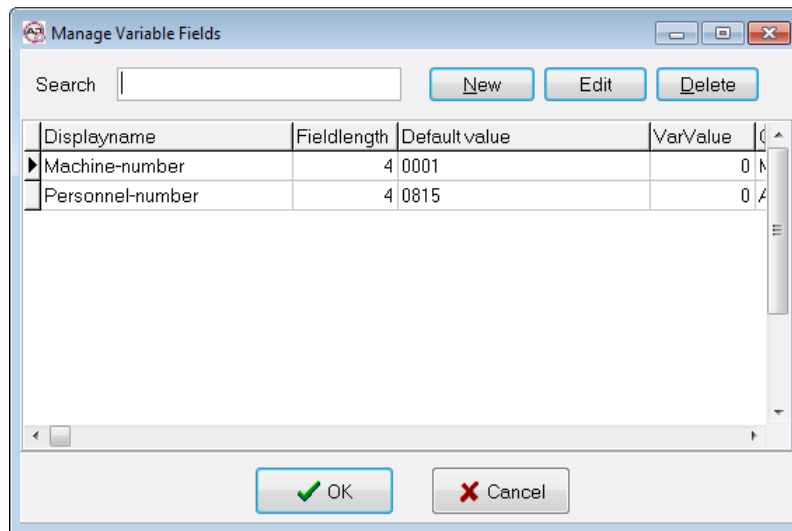 Manage Variable Fields
Search New Edit Delete
Displayname Fieldlength Default value VarValue
Machine-number 4 0001 0 M
Personnel-number 4 0815 0 A
OK Cancel